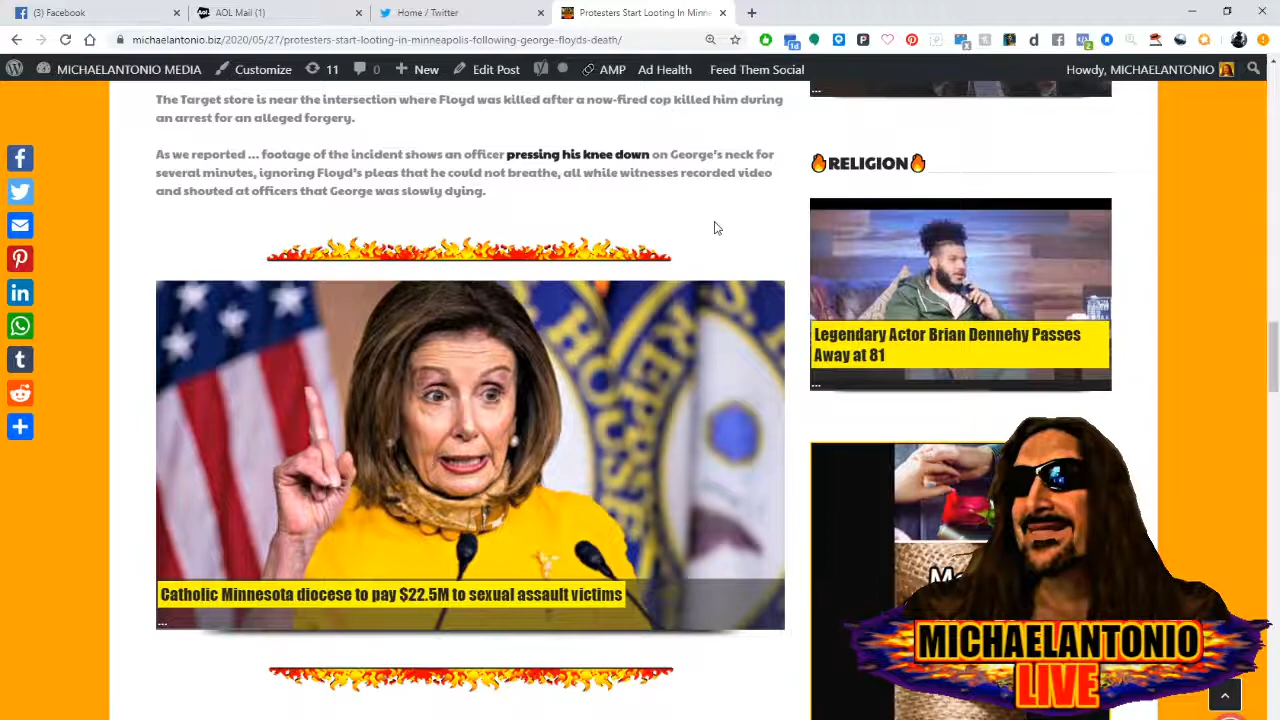 (3) Facebook
AOL Mail (1)
Home / Twitter
Protesters Start Looting In Minne
michaelantonio.biz/2020/05/27/protesters-start-looting-in-minneapolis-following-george-floyds-death/
MICHAELANTONIO MEDIA
Customize
11
0
New
Edit Post
AMP
Ad Health
Feed Them Social
Howdy, MICHAELANTONIO
The Target store is near the intersection where Floyd was killed after a now-fired cop killed him during
an arrest for an alleged forgery.
As we reported ... footage of the incident shows an officer pressing his knee down on George's neck for
several minutes, ignoring Floyd's pleas that he could not breathe, all while witnesses recorded video
and shouted at officers that George was slowly dying.
Catholic Minnesota diocese to pay $22.5M to sexual assault victims
...
...
RELIGION
Legendary Actor Brian Dennehy Passes
Away at 81
...
MICHAELANTONIO
LIVE